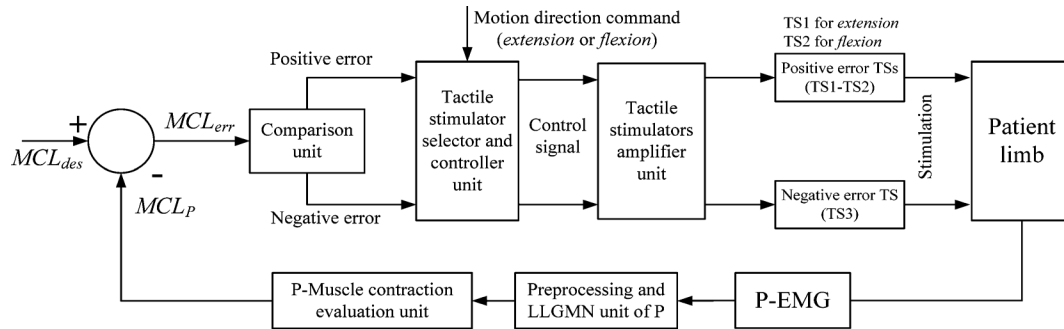 Motion direction command
(extension or flexion)
TS1 for extension
TS2 for flexion
Positive error
Positive error TSs
(TS1-TS2)
+
MCLdes
MCLerr
-
MCLP
Comparison
unit
Tactile
stimulator
selector and
controller
unit
Control
signal
Tactile
stimulators
amplifier
unit
Stimulation
Patient
limb
Negative error
Negative error TS
(TS3)
P-Muscle contraction
evaluation unit
Preprocessing and
LLGMN unit of P
P-EMG